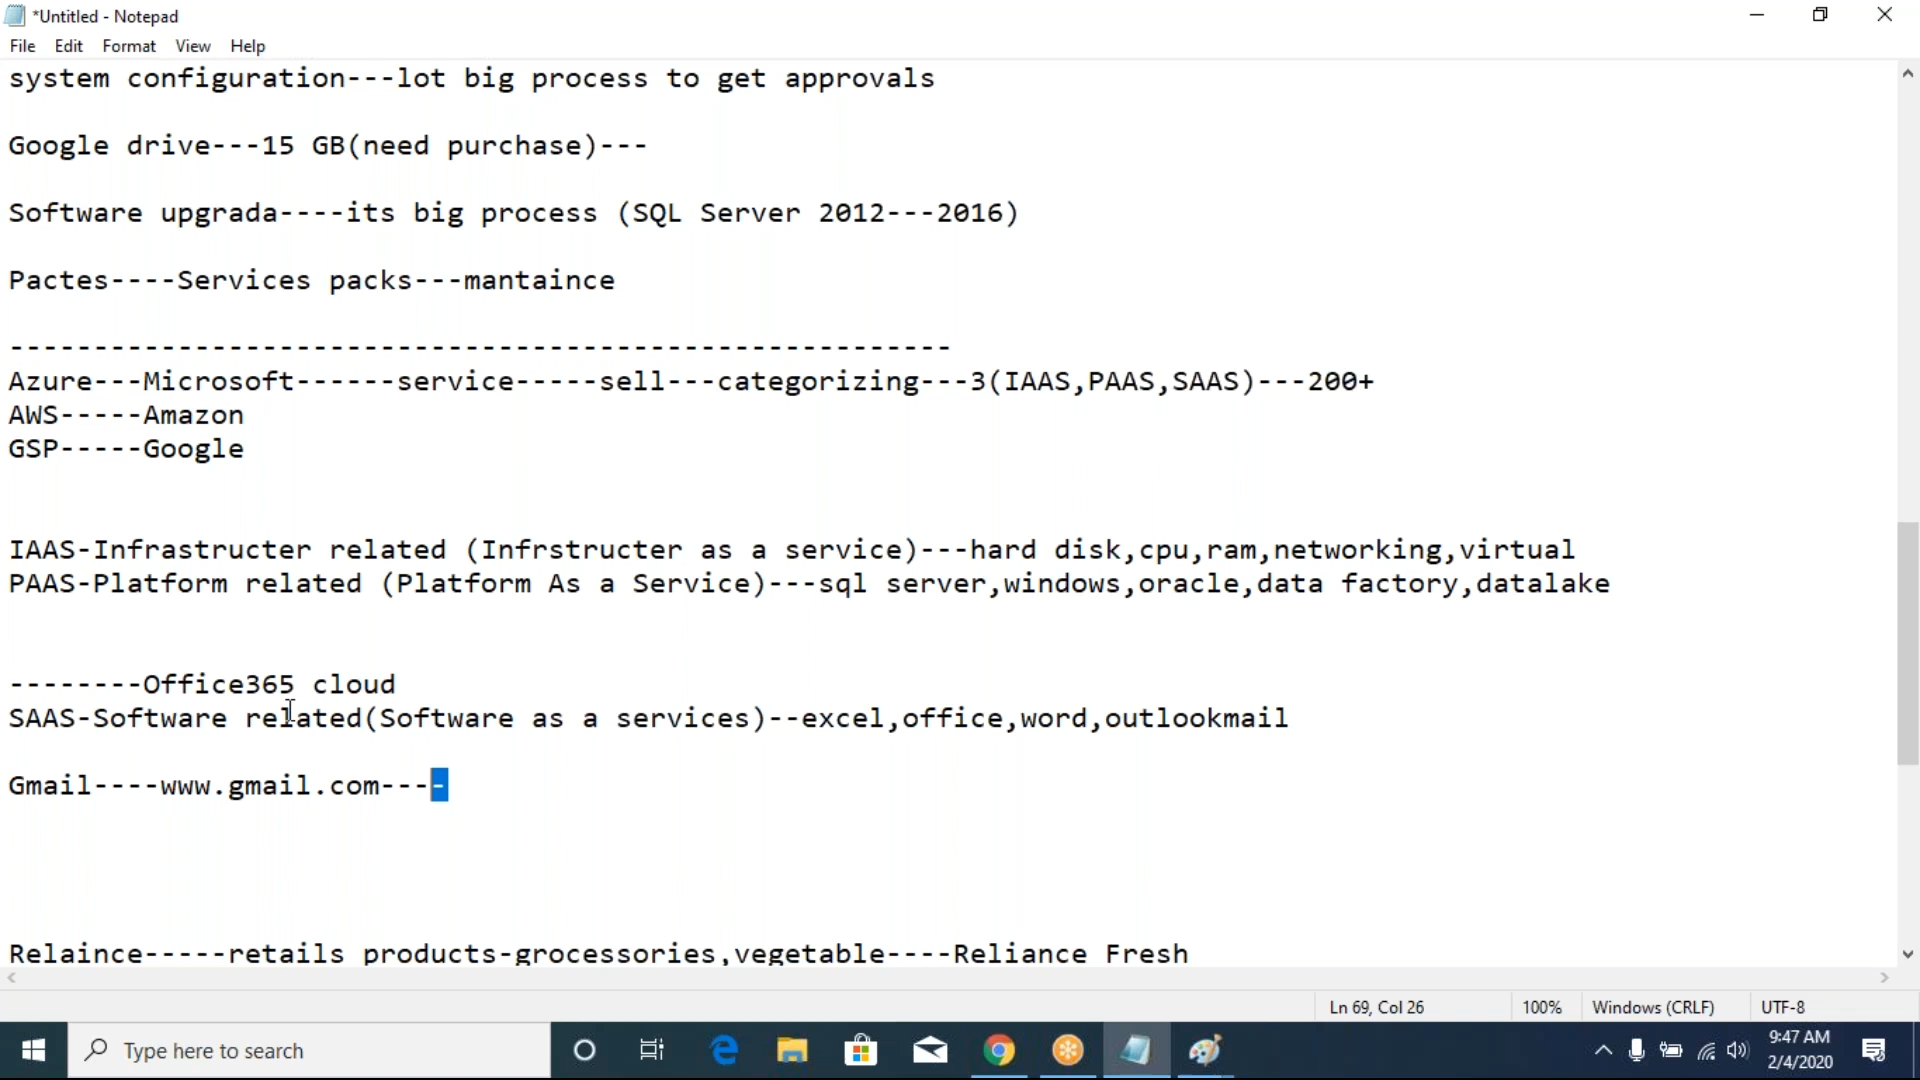 *Untitled - Notepad
File Edit Format View Help
system configuration---lot big process to get approvals
Google drive---15 GB(need purchase)---
Software upgrada----its big process (SQL Server 2012---2016)
Pactes----Services packs---mantaince
--------------------------------------------------------
Azure---Microsoft------service-----sell---categorizing---3(IAAS,PAAS,SAAS)---200+
AWS-----Amazon
GSP-----Google
IAAS-Infrastructer related (Infrstructer as a service)---hard disk,cpu,ram,networking,virtual
PAAS-Platform related (Platform As a Service)---sql server,windows,oracle,data factory,datalake
--------Office365 cloud
SAAS-Software related(Software as a services)--excel,office,word,outlookmail
Gmail----www.gmail.com----
Relaince-----retails products-grocessories,vegetable----Reliance Fresh
Ln 69, Col 26 100% Windows (CRLF) UTF-8
Type here to search
9:47 AM
2/4/2020